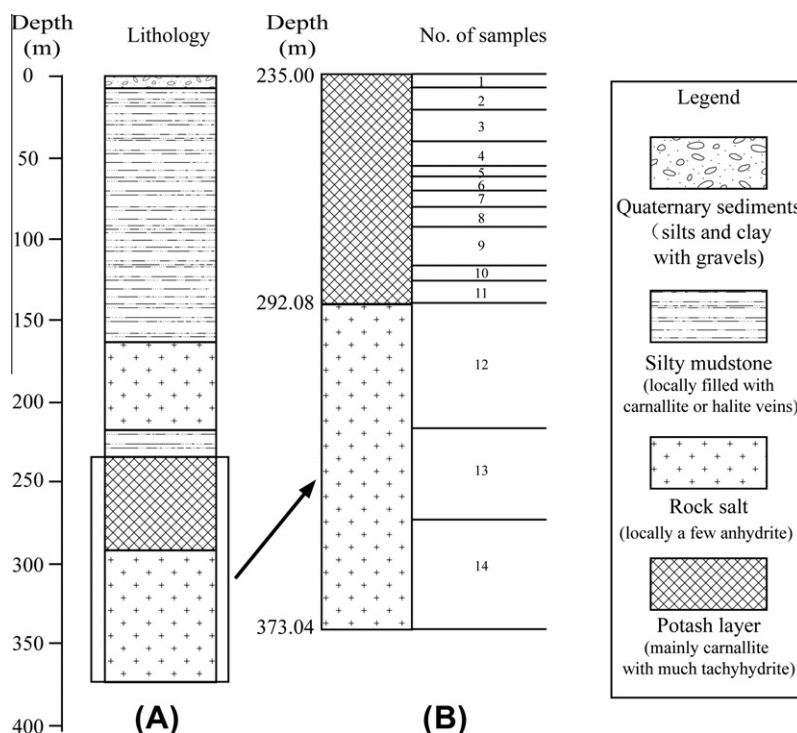 Depth
(m)
Lithology
0
50
100
150
200
250
300
350
400
(A)
Depth
(m)
No. of samples
235.00
292.08
373.04
1
2
3
4
5
6
7
8
9
10
11
12
13
14
(B)
Legend
Quaternary sediments
(silts and clay
with gravels)
Silty mudstone
(locally filled with
carnallite or halite veins)
Rock salt
(locally a few anhydrite)
Potash layer
(mainly carnallite
with much tachyhydrite)